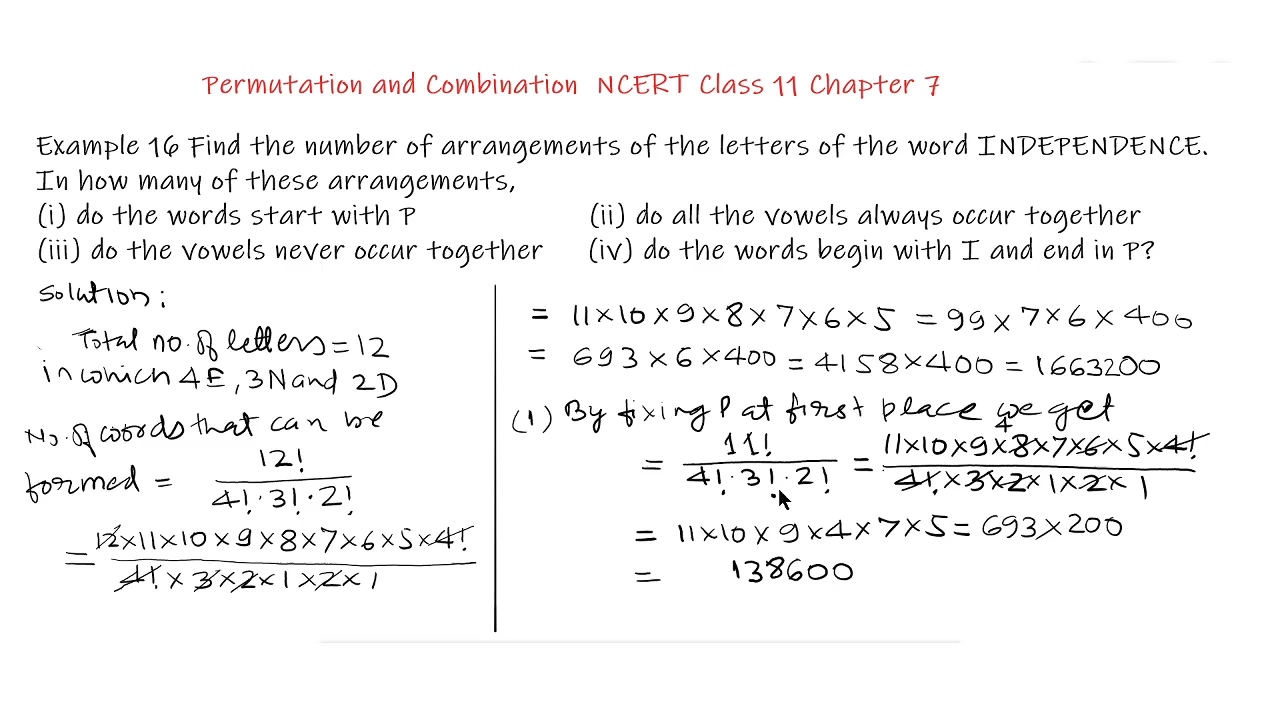 Permutation and Combination NCERT Class 11 Chapter 7
Example 16 Find the number of arrangements of the letters of the word INDEPENDENCE.
In how many of these arrangements,
(i) do the words start with P (ii) do all the vowels always occur together
(iii) do the vowels never occur together (iv) do the words begin with I and end in P?
Solution:
Total no. of letters = 12
in which 4E, 3N and 2D
No. of words that can be
formed = 12! / 4! · 3! · 2!
= 12×11×10×9×8×7×6×5×4! / 4! × 3×2×1×2×1
= 11×10×9×8×7×6×5 = 99×7×6×400
= 693×6×400 = 4158×400 = 1663200
(1) By fixing P at first place we get
= 11! / 4! · 3! · 2! = 11×10×9×8×7×6×5×4! / 4!×3×2×1×2×1
4
= 11×10×9×4×7×5 = 693×200
= 138600